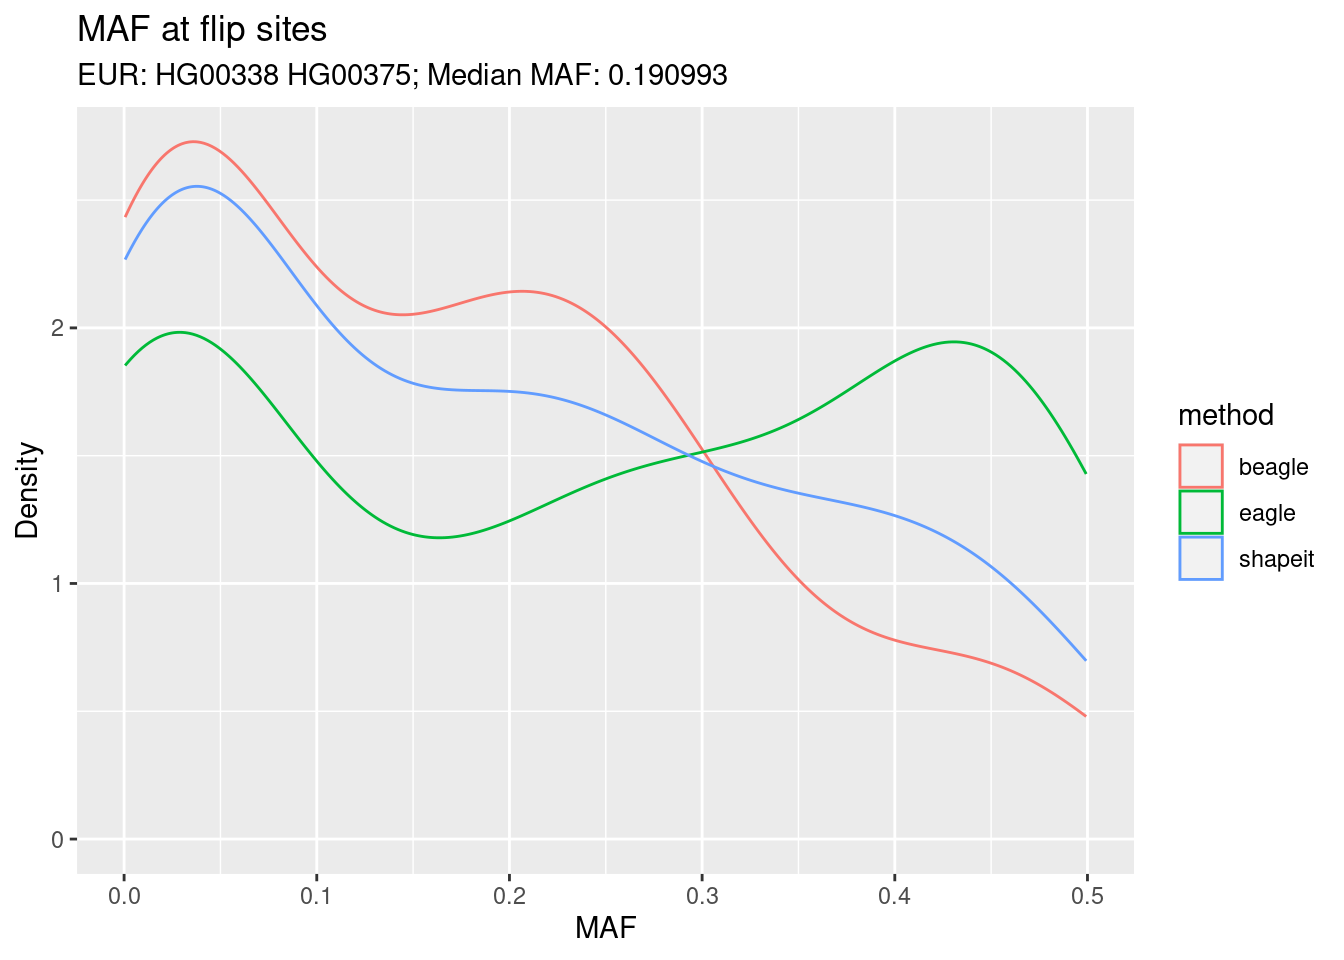 MAF at flip sites
EUR: HG00338 HG00375; Median MAF: 0.190993
Density
2
1
0
0.0 0.1 0.2 0.3 0.4 0.5
MAF
method
beagle
eagle
shapeit